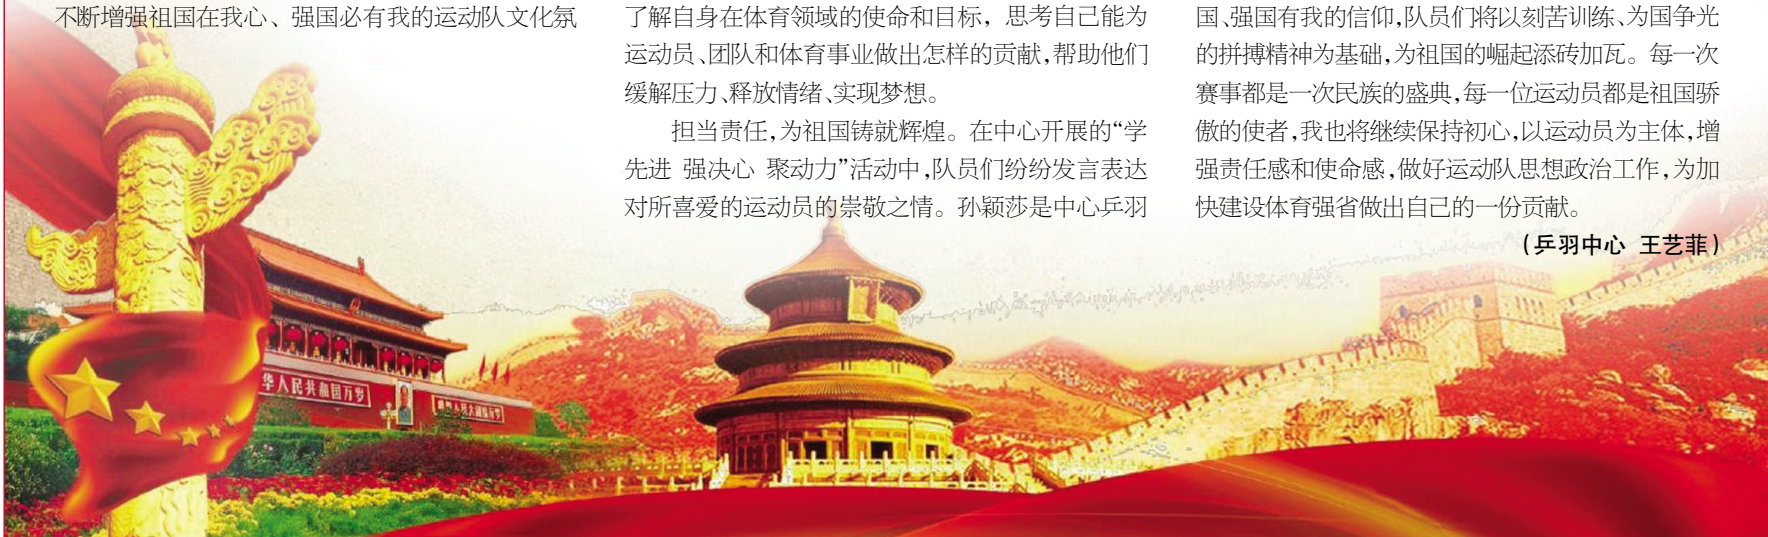 不断增强祖国在我心、强国必有我的运动队文化氛
了解自身在体育领域的使命和目标，思考自己能为
运动员、团队和体育事业做出怎样的贡献，帮助他们
缓解压力、释放情绪、实现梦想。
担当责任，为祖国铸就辉煌。在中心开展的“学
先进 强决心 聚动力”活动中，队员们纷纷发言表达
对所喜爱的运动员的崇敬之情。孙颖莎是中心乒羽
国、强国有我的信仰，队员们将以刻苦训练、为国争光
的拼搏精神为基础，为祖国的崛起添砖加瓦。每一次
赛事都是一次民族的盛典，每一位运动员都是祖国骄
傲的使者，我也将继续保持初心，以运动员为主体，增
强责任感和使命感，做好运动队思想政治工作，为加
快建设体育强省做出自己的一份贡献。
（乒羽中心 王艺菲）
华人民共和国万岁